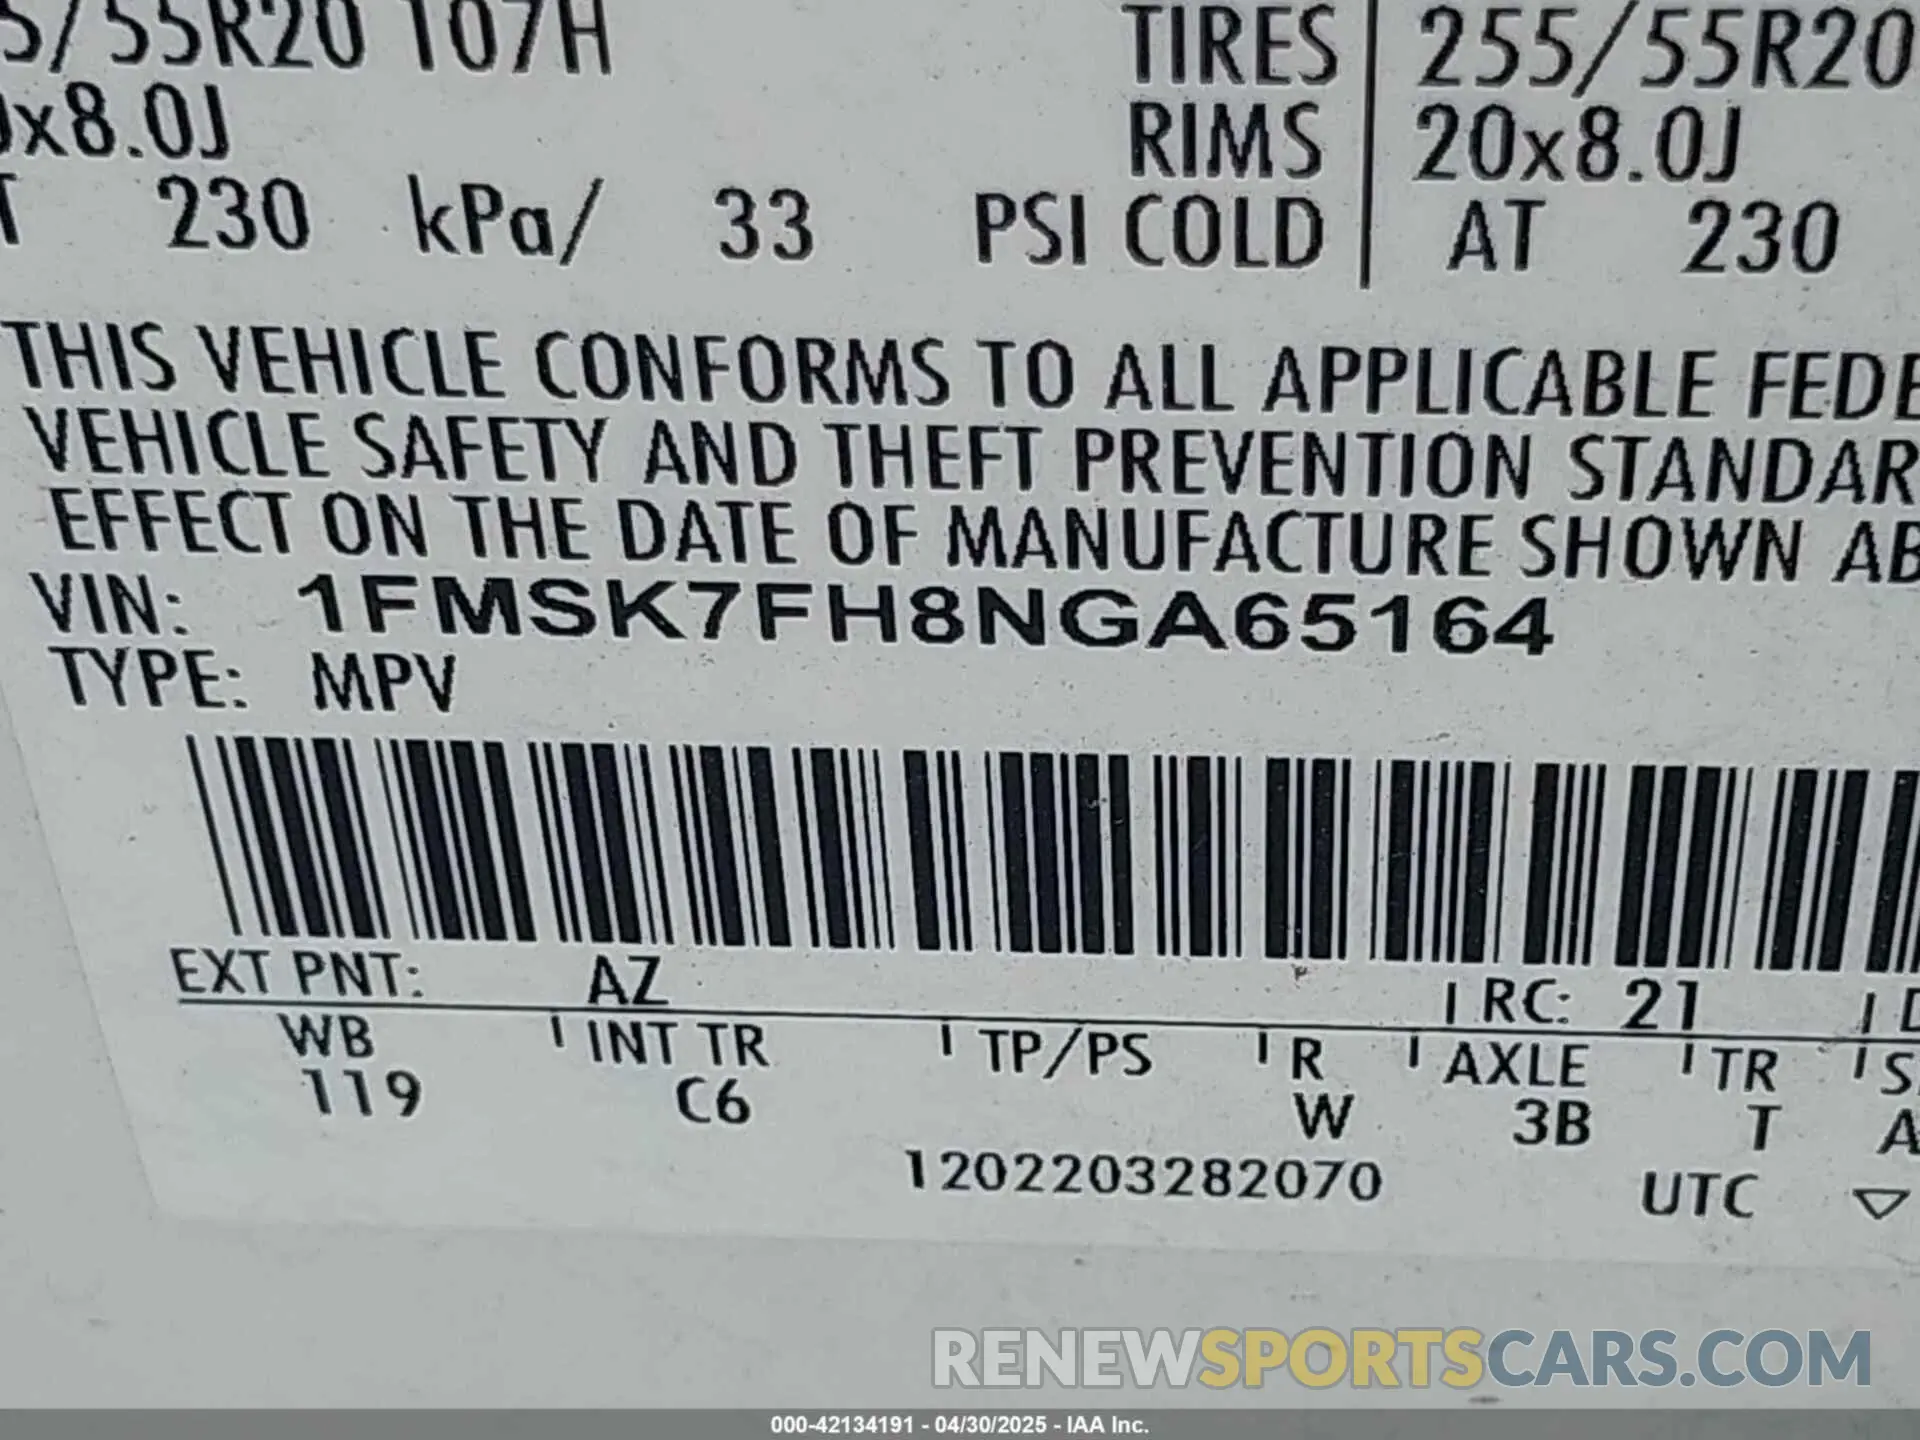 5/55R20 107H TIRES 255/55R20
x8.0J RIMS 20x8.0J
T 230 kPa/ 33 PSI COLD AT 230
THIS VEHICLE CONFORMS TO ALL APPLICABLE FEDE
VEHICLE SAFETY AND THEFT PREVENTION STANDAR
EFFECT ON THE DATE OF MANUFACTURE SHOWN AB
VIN: 1FMSK7FH8NGA65164
TYPE: MPV
EXT PNT: AZ RC: 21 D
WB INT TR TP/PS R AXLE TR S
119 C6 W 3B T A
1202203282070 UTC
RENEWSPORTSCARS.COM
000-42134191 - 04/30/2025 - IAA Inc.